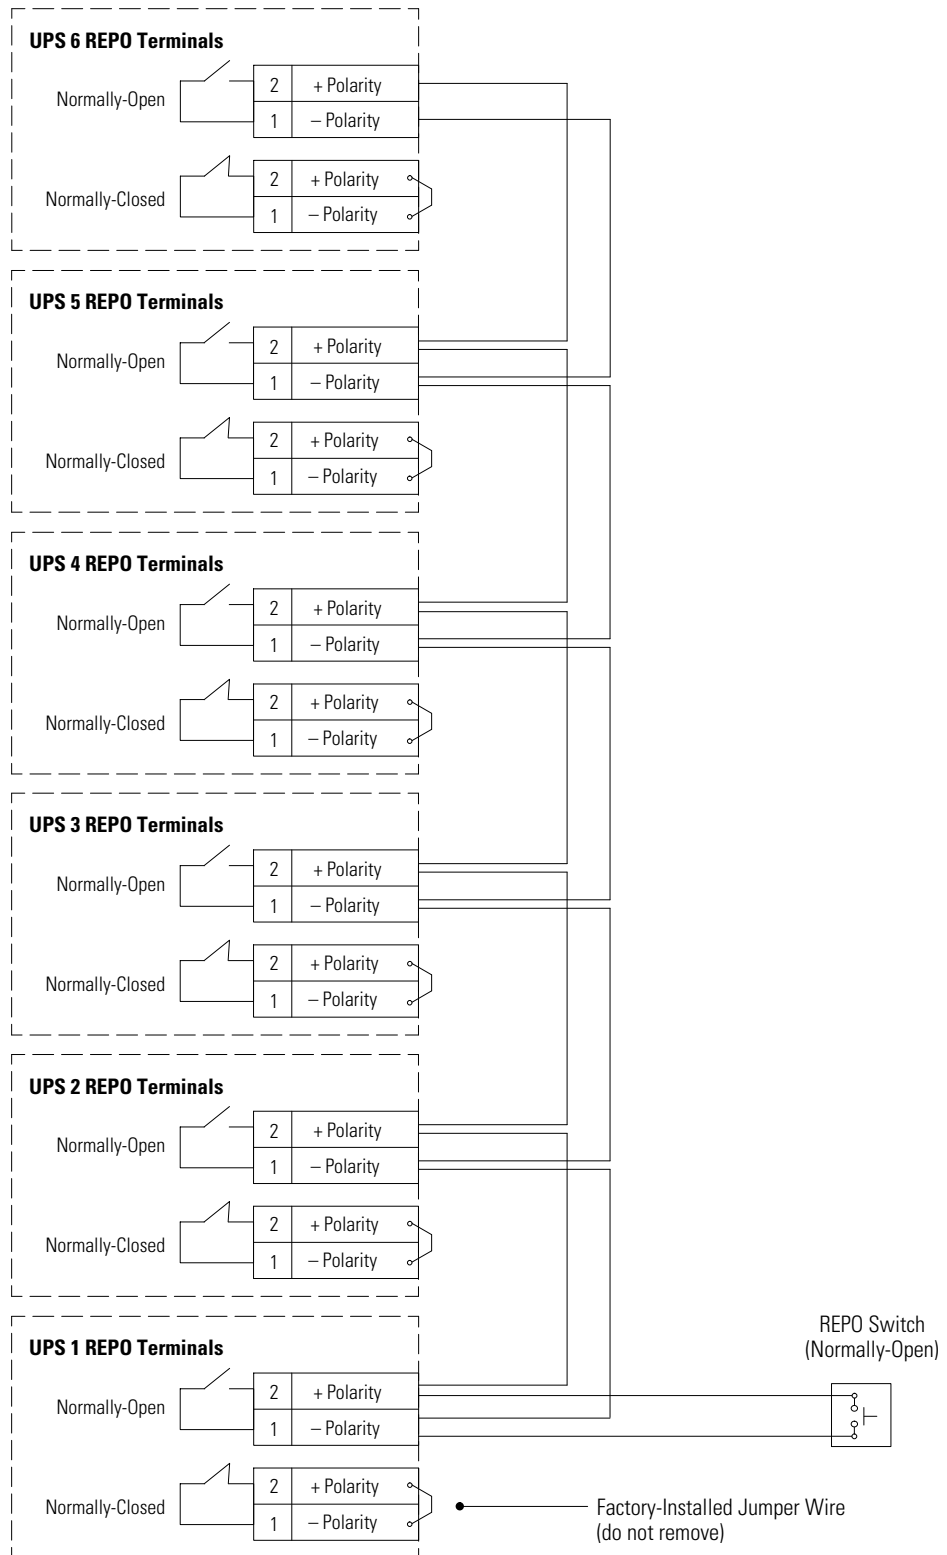 UPS 6 REPO Terminals
Normally-Open
2 + Polarity
1 – Polarity
Normally-Closed
2 + Polarity
1 – Polarity
UPS 5 REPO Terminals
Normally-Open
2 + Polarity
1 – Polarity
Normally-Closed
2 + Polarity
1 – Polarity
UPS 4 REPO Terminals
Normally-Open
2 + Polarity
1 – Polarity
Normally-Closed
2 + Polarity
1 – Polarity
UPS 3 REPO Terminals
Normally-Open
2 + Polarity
1 – Polarity
Normally-Closed
2 + Polarity
1 – Polarity
UPS 2 REPO Terminals
Normally-Open
2 + Polarity
1 – Polarity
Normally-Closed
2 + Polarity
1 – Polarity
UPS 1 REPO Terminals
Normally-Open
2 + Polarity
1 – Polarity
REPO Switch
(Normally-Open)
Normally-Closed
2 + Polarity
1 – Polarity
Factory-Installed Jumper Wire
(do not remove)